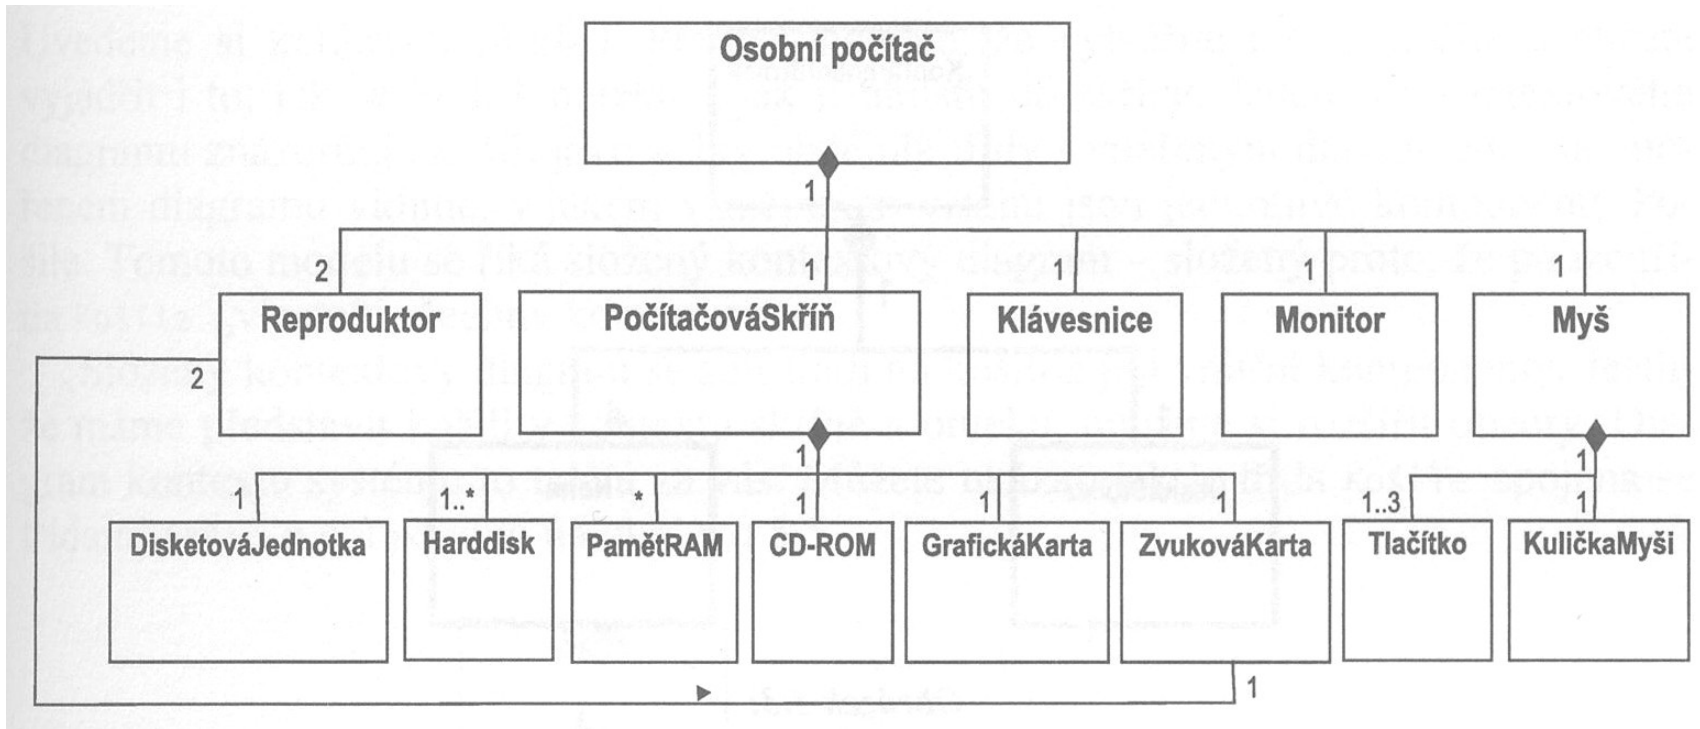 Osobní počítač
1
2
1
1
1
1
Reproduktor
PočítačováSkříň
Klávesnice
Monitor
Myš
2
1
1
1
1..*
*
1
1
1
1..3
1
DisketováJednotka
Harddisk
PamětRAM
CD-ROM
GrafickáKarta
ZvukováKarta
Tlačítko
KuličkaMyši
1